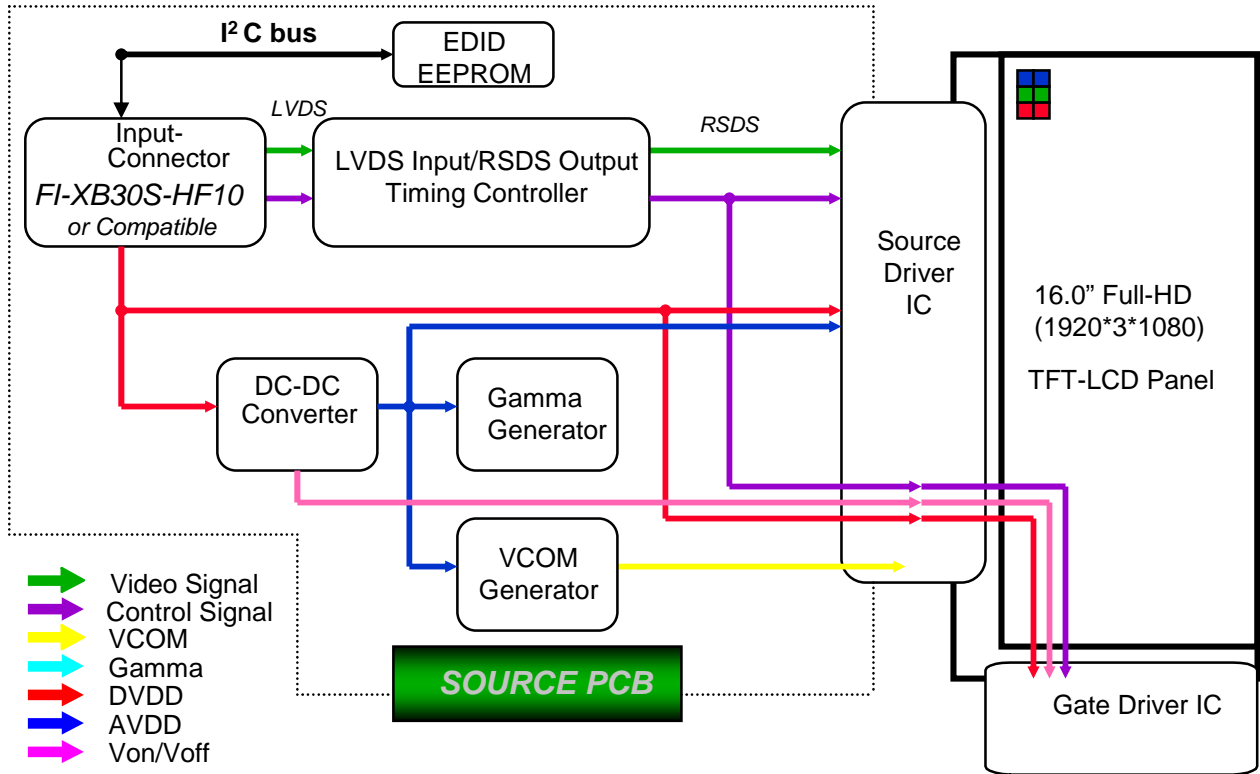 I² C bus
EDID
EEPROM
LVDS
RSDS
Input-
Connector
FI-XB30S-HF10
or Compatible
LVDS Input/RSDS Output
Timing Controller
Source
Driver
IC
16.0” Full-HD
(1920*3*1080)
TFT-LCD Panel
DC-DC
Converter
Gamma
Generator
VCOM
Generator
Video Signal
Control Signal
VCOM
Gamma
DVDD
AVDD
Von/Voff
SOURCE PCB
Gate Driver IC